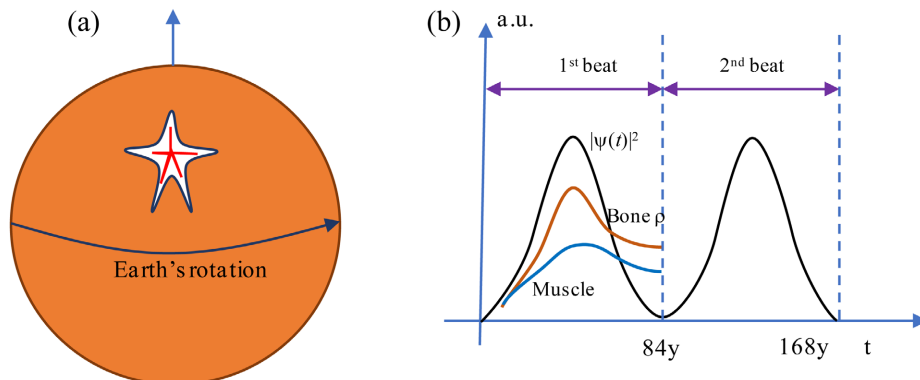 (a)
Earth's rotation
(b)
a.u.
1st beat
2nd beat
|ψ(t)|²
Bone ρ
Muscle
84y
168y
t